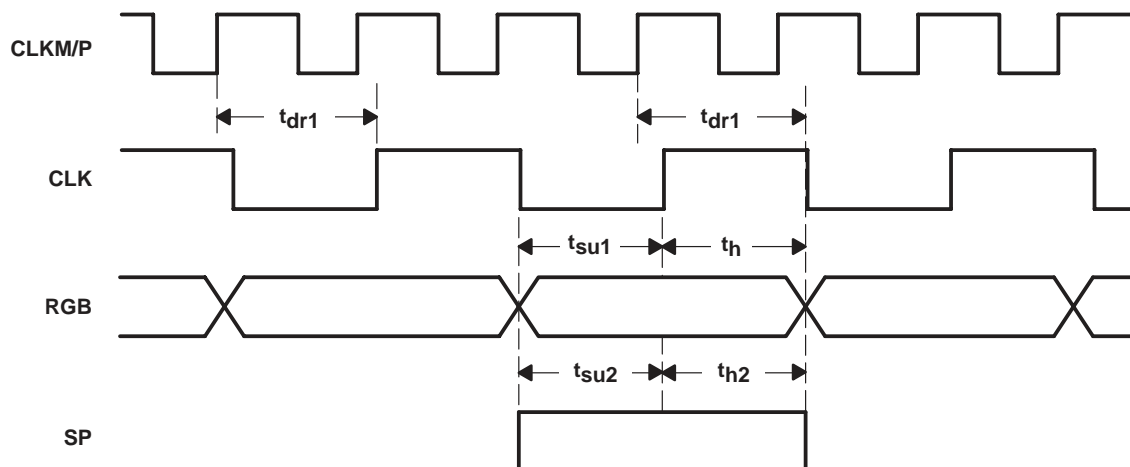 CLKM/P
tdr1 tdr1
CLK
tsu1 th
RGB
tsu2 th2
SP